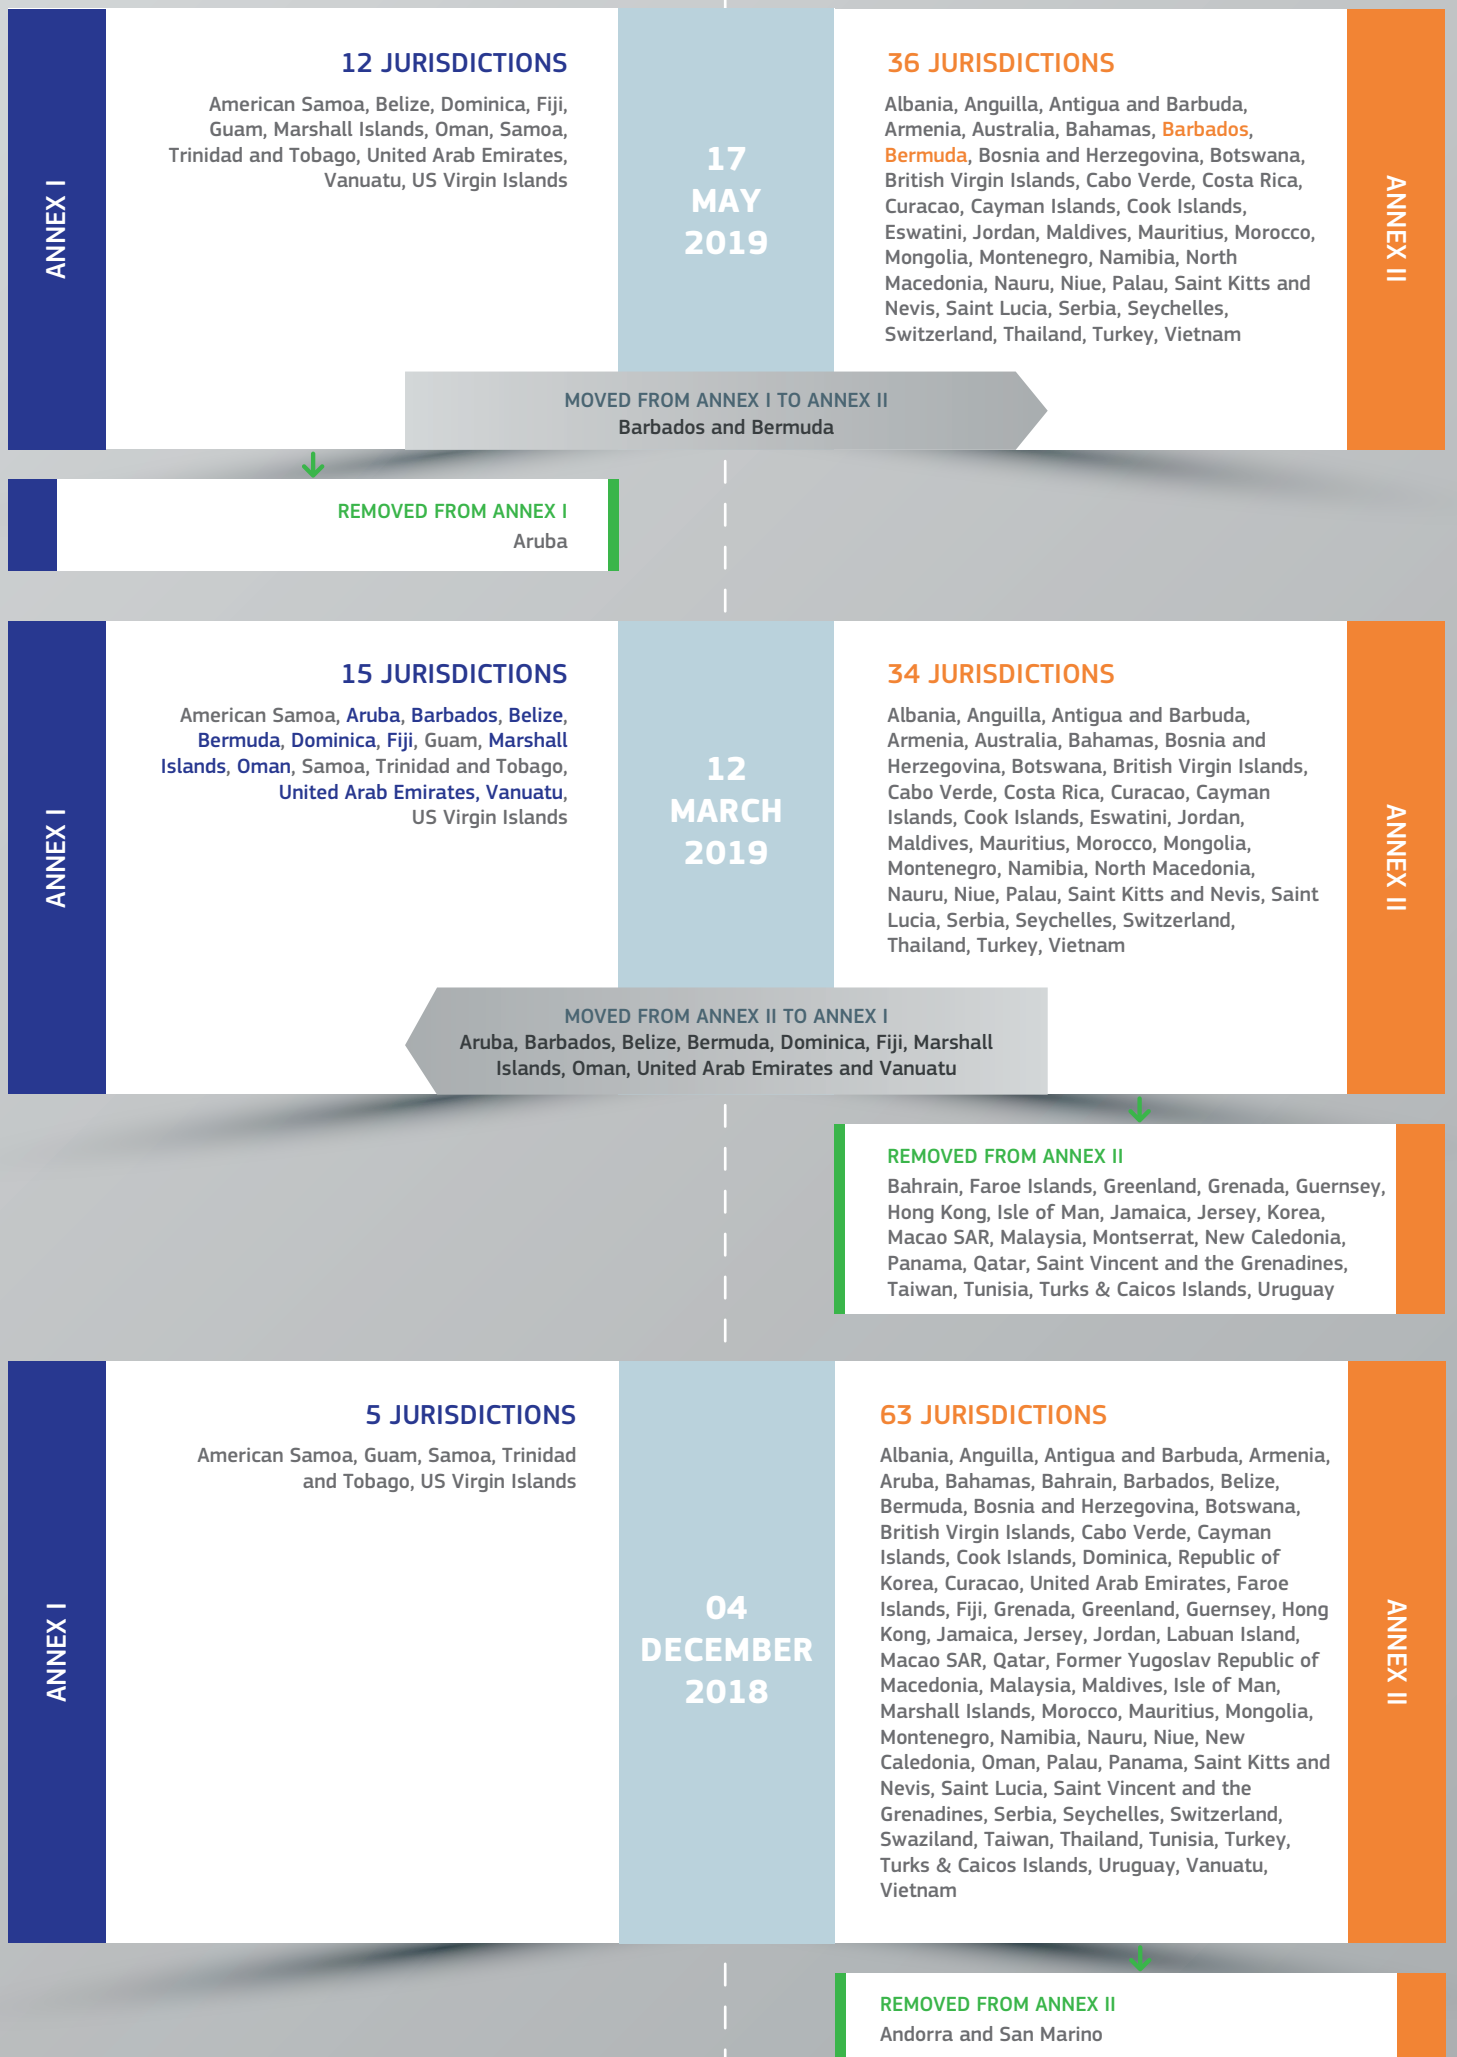 ANNEX I
12 JURISDICTIONS
American Samoa, Belize, Dominica, Fiji,
Guam, Marshall Islands, Oman, Samoa,
Trinidad and Tobago, United Arab Emirates,
Vanuatu, US Virgin Islands
17
MAY
2019
36 JURISDICTIONS
Albania, Anguilla, Antigua and Barbuda,
Armenia, Australia, Bahamas, Barbados,
Bermuda, Bosnia and Herzegovina, Botswana,
British Virgin Islands, Cabo Verde, Costa Rica,
Curacao, Cayman Islands, Cook Islands,
Eswatini, Jordan, Maldives, Mauritius, Morocco,
Mongolia, Montenegro, Namibia, North
Macedonia, Nauru, Niue, Palau, Saint Kitts and
Nevis, Saint Lucia, Serbia, Seychelles,
Switzerland, Thailand, Turkey, Vietnam
ANNEX II
MOVED FROM ANNEX I TO ANNEX II
Barbados and Bermuda
REMOVED FROM ANNEX I
Aruba
ANNEX I
15 JURISDICTIONS
American Samoa, Aruba, Barbados, Belize,
Bermuda, Dominica, Fiji, Guam, Marshall
Islands, Oman, Samoa, Trinidad and Tobago,
United Arab Emirates, Vanuatu,
US Virgin Islands
12
MARCH
2019
34 JURISDICTIONS
Albania, Anguilla, Antigua and Barbuda,
Armenia, Australia, Bahamas, Bosnia and
Herzegovina, Botswana, British Virgin Islands,
Cabo Verde, Costa Rica, Curacao, Cayman
Islands, Cook Islands, Eswatini, Jordan,
Maldives, Mauritius, Morocco, Mongolia,
Montenegro, Namibia, North Macedonia,
Nauru, Niue, Palau, Saint Kitts and Nevis, Saint
Lucia, Serbia, Seychelles, Switzerland,
Thailand, Turkey, Vietnam
ANNEX II
MOVED FROM ANNEX II TO ANNEX I
Aruba, Barbados, Belize, Bermuda, Dominica, Fiji, Marshall
Islands, Oman, United Arab Emirates and Vanuatu
REMOVED FROM ANNEX II
Bahrain, Faroe Islands, Greenland, Grenada, Guernsey,
Hong Kong, Isle of Man, Jamaica, Jersey, Korea,
Macao SAR, Malaysia, Montserrat, New Caledonia,
Panama, Qatar, Saint Vincent and the Grenadines,
Taiwan, Tunisia, Turks & Caicos Islands, Uruguay
ANNEX I
5 JURISDICTIONS
American Samoa, Guam, Samoa, Trinidad
and Tobago, US Virgin Islands
04
DECEMBER
2018
63 JURISDICTIONS
Albania, Anguilla, Antigua and Barbuda, Armenia,
Aruba, Bahamas, Bahrain, Barbados, Belize,
Bermuda, Bosnia and Herzegovina, Botswana,
British Virgin Islands, Cabo Verde, Cayman
Islands, Cook Islands, Dominica, Republic of
Korea, Curacao, United Arab Emirates, Faroe
Islands, Fiji, Grenada, Greenland, Guernsey, Hong
Kong, Jamaica, Jersey, Jordan, Labuan Island,
Macao SAR, Qatar, Former Yugoslav Republic of
Macedonia, Malaysia, Maldives, Isle of Man,
Marshall Islands, Morocco, Mauritius, Mongolia,
Montenegro, Namibia, Nauru, Niue, New
Caledonia, Oman, Palau, Panama, Saint Kitts and
Nevis, Saint Lucia, Saint Vincent and the
Grenadines, Serbia, Seychelles, Switzerland,
Swaziland, Taiwan, Thailand, Tunisia, Turkey,
Turks & Caicos Islands, Uruguay, Vanuatu,
Vietnam
ANNEX II
REMOVED FROM ANNEX II
Andorra and San Marino